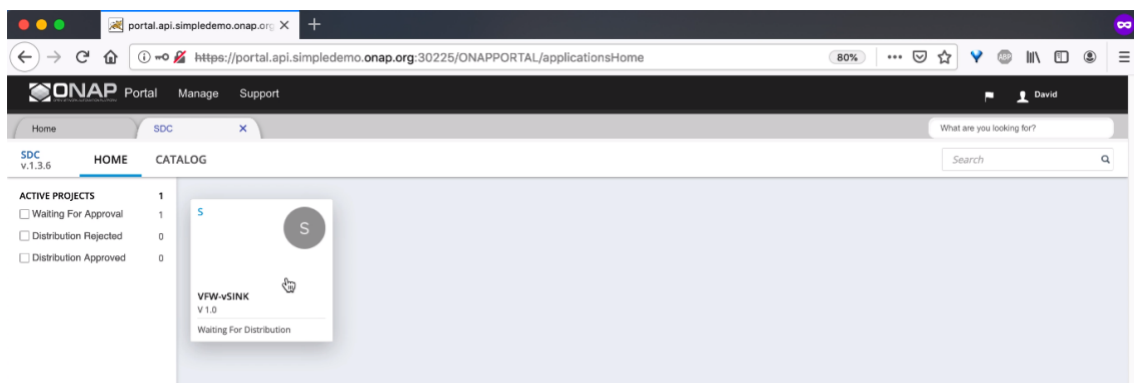 portal.api.simpledemo.onap.org
https://portal.api.simpledemo.onap.org:30225/ONAPPORTAL/applicationsHome
80%
ABP
ONAP Portal Manage Support
David
Home
SDC
What are you looking for?
SDC
v.1.3.6
HOME
CATALOG
Search
ACTIVE PROJECTS 1
Waiting For Approval 1
Distribution Rejected 0
Distribution Approved 0
S
S
VFW-vSINK
V 1.0
Waiting For Distribution